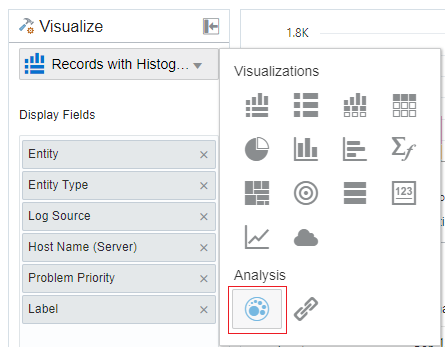 Visualize
Records with Histog...
Display Fields
Entity
Entity Type
Log Source
Host Name (Server)
Problem Priority
Label
1.8K
Visualizations
123
Analysis